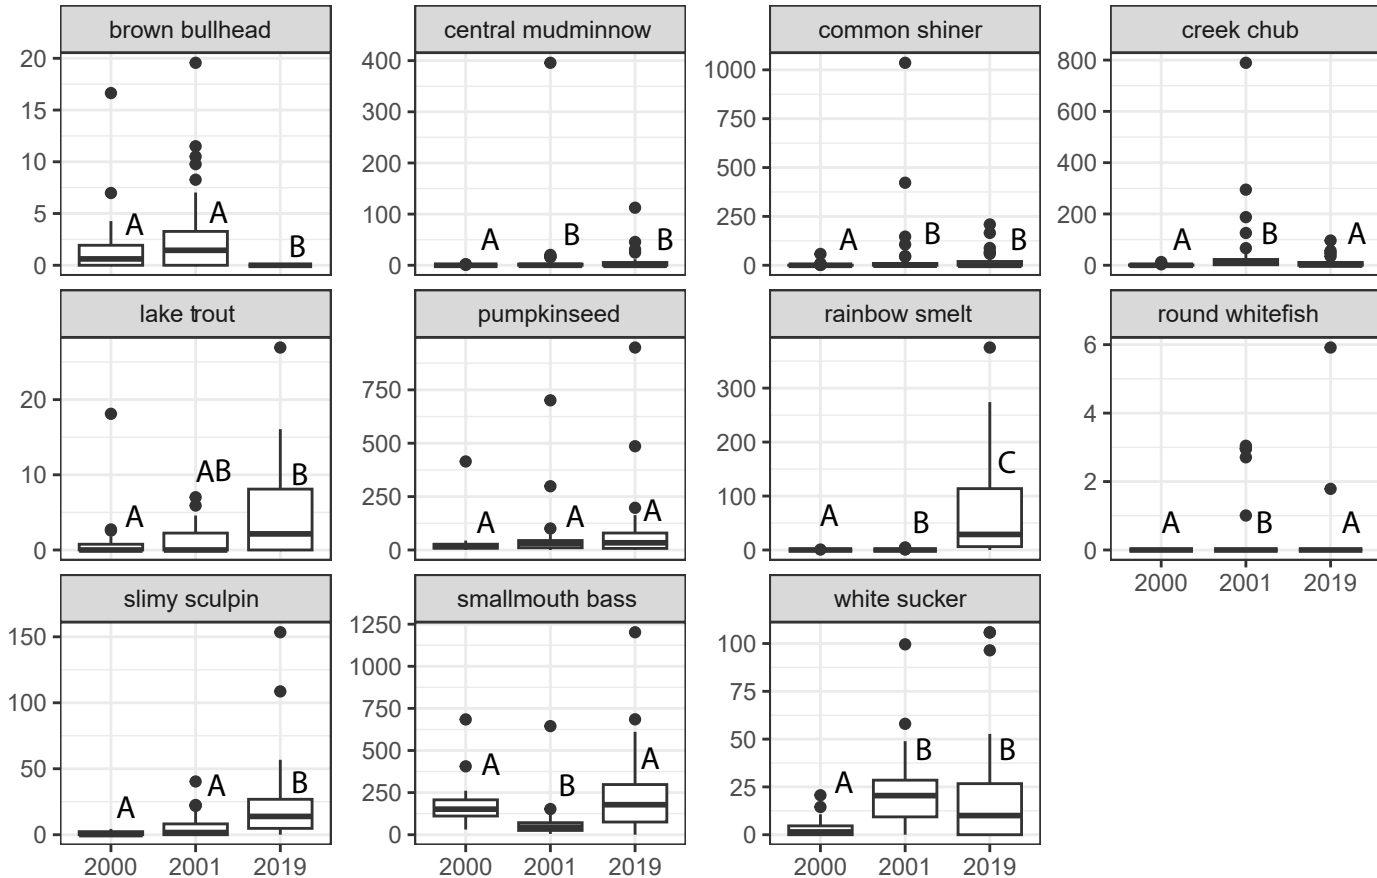 brown bullhead
central mudminnow
common shiner
creek chub
20
15
10
5
0
A
A
B
400
300
200
100
0
A
B
B
1000
750
500
250
0
A
B
B
800
600
400
200
0
A
B
A
lake trout
pumpkinseed
rainbow smelt
round whitefish
20
10
0
A
AB
B
750
500
250
0
A
A
A
300
200
100
0
A
B
C
6
4
2
0
A
B
A
2000 2001 2019
slimy sculpin
smallmouth bass
white sucker
150
100
50
0
A
A
B
2000 2001 2019
1250
1000
750
500
250
0
A
B
A
2000 2001 2019
100
75
50
25
0
A
B
B
2000 2001 2019